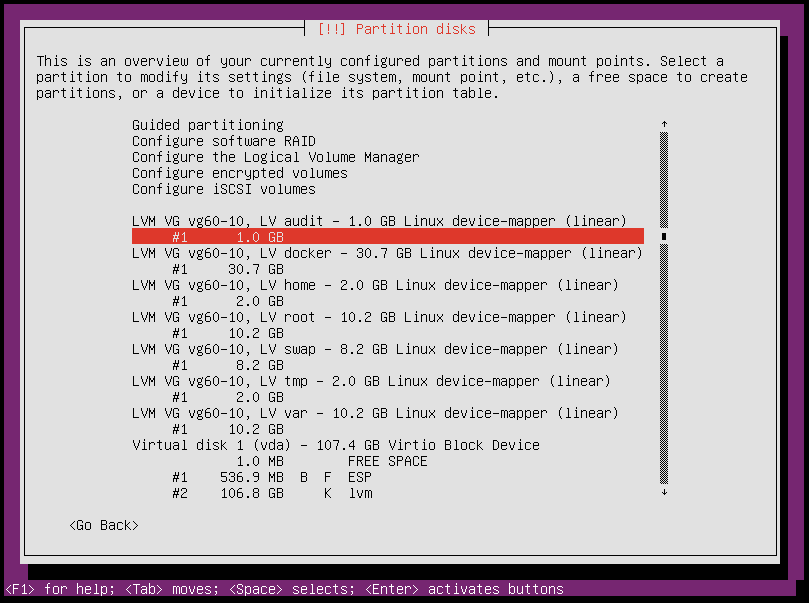 [!!] Partition disks
This is an overview of your currently configured partitions and mount points. Select a
partition to modify its settings (file system, mount point, etc.), a free space to create
partitions, or a device to initialize its partition table.
Guided partitioning
Configure software RAID
Configure the Logical Volume Manager
Configure encrypted volumes
Configure iSCSI volumes
LVM VG vg60-10, LV audit - 1.0 GB Linux device-mapper (linear)
#1 1.0 GB
LVM VG vg60-10, LV docker - 30.7 GB Linux device-mapper (linear)
#1 30.7 GB
LVM VG vg60-10, LV home - 2.0 GB Linux device-mapper (linear)
#1 2.0 GB
LVM VG vg60-10, LV root - 10.2 GB Linux device-mapper (linear)
#1 10.2 GB
LVM VG vg60-10, LV swap - 8.2 GB Linux device-mapper (linear)
#1 8.2 GB
LVM VG vg60-10, LV tmp - 2.0 GB Linux device-mapper (linear)
#1 2.0 GB
LVM VG vg60-10, LV var - 10.2 GB Linux device-mapper (linear)
#1 10.2 GB
Virtual disk 1 (vda) - 107.4 GB Virtio Block Device
1.0 MB FREE SPACE
#1 536.9 MB B F ESP
#2 106.8 GB K lvm
<Go Back>
<F1> for help; <Tab> moves; <Space> selects; <Enter> activates buttons